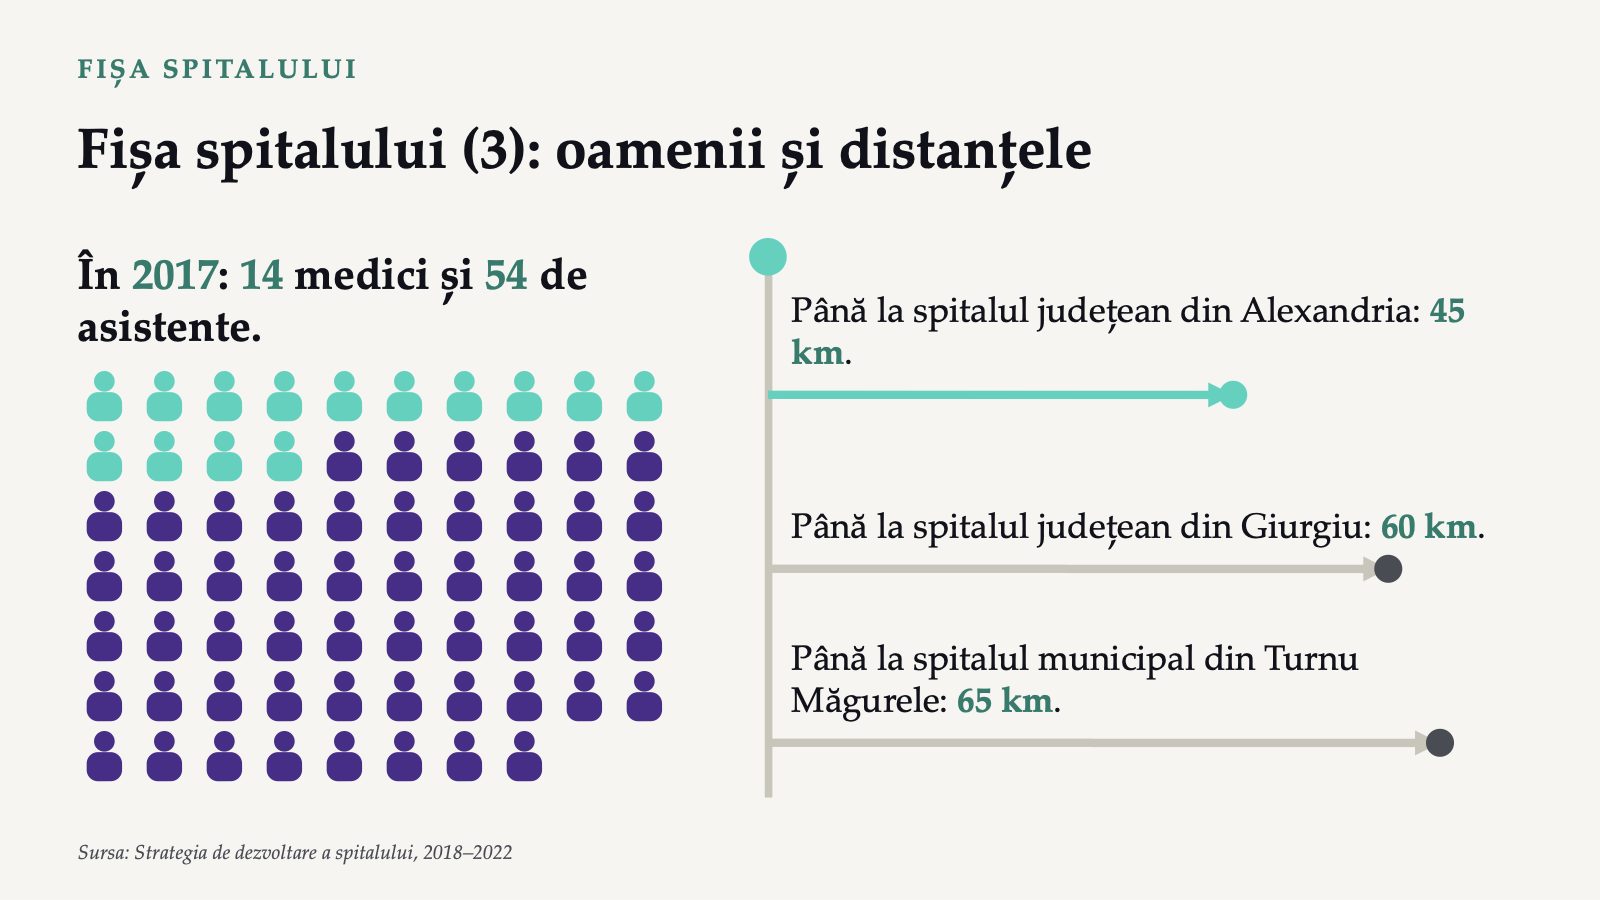 FIȘA SPITALULUI
Fișa spitalului (3): oamenii și distanțele
În 2017: 14 medici și 54 de
asistente.
Până la spitalul județean din Alexandria: 45
km.
Până la spitalul județean din Giurgiu: 60 km.
Până la spitalul municipal din Turnu
Măgurele: 65 km.
Sursa: Strategia de dezvoltare a spitalului, 2018–2022